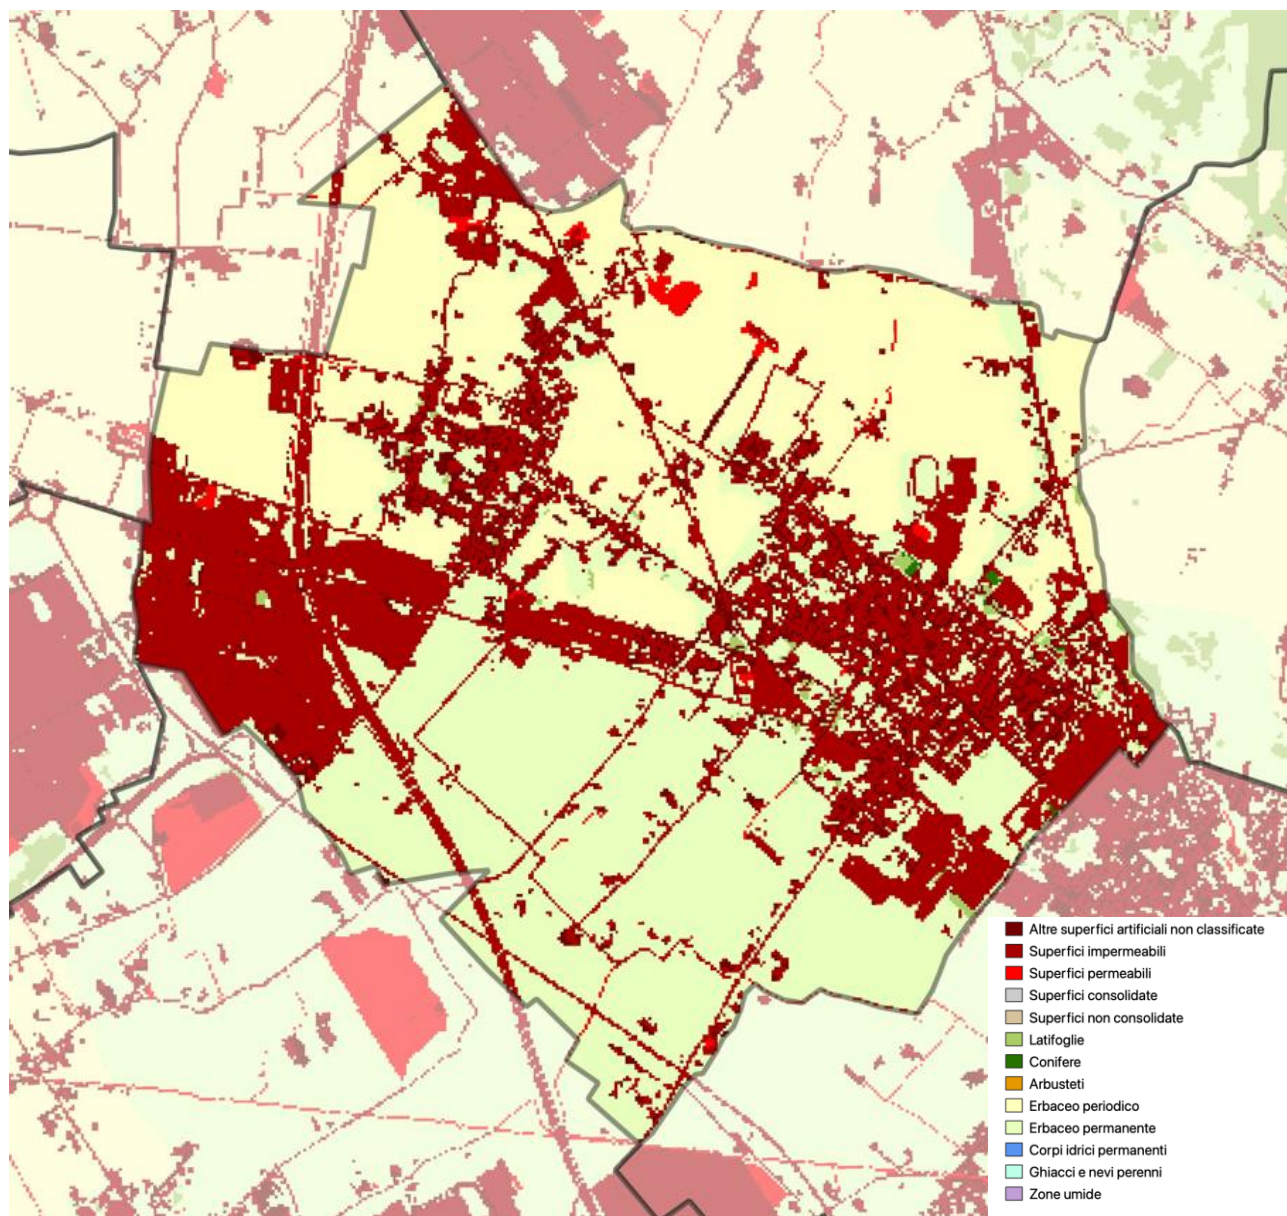 Altre superfici artificiali non classificate
Superfici impermeabili
Superfici permeabili
Superfici consolidate
Superfici non consolidate
Latifoglie
Conifere
Arbusteti
Erbaceo periodico
Erbaceo permanente
Corpi idrici permanenti
Ghiacci e nevi perenni
Zone umide